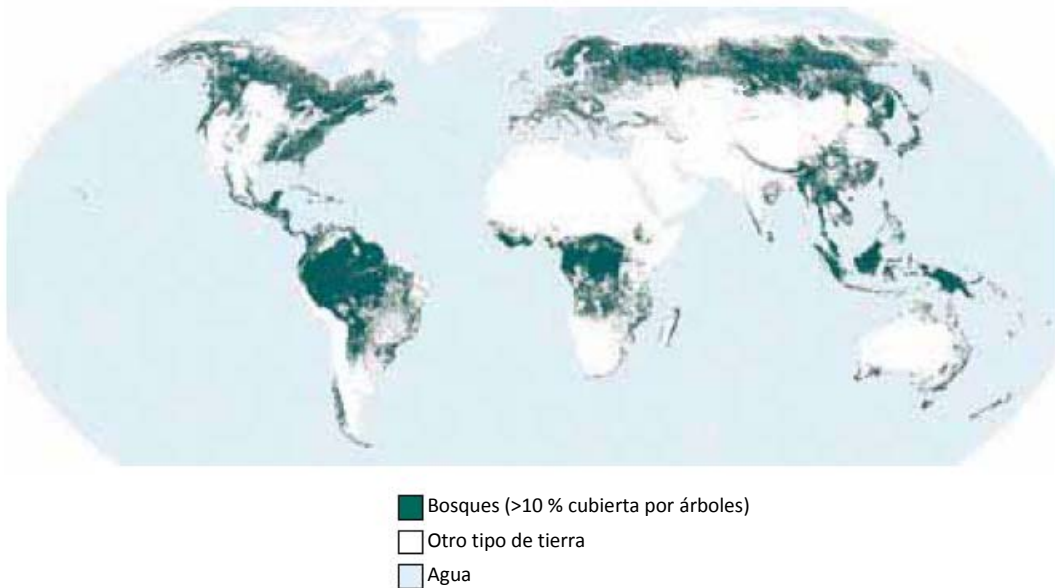 Bosques (>10 % cubierta por árboles)
Otro tipo de tierra
Agua